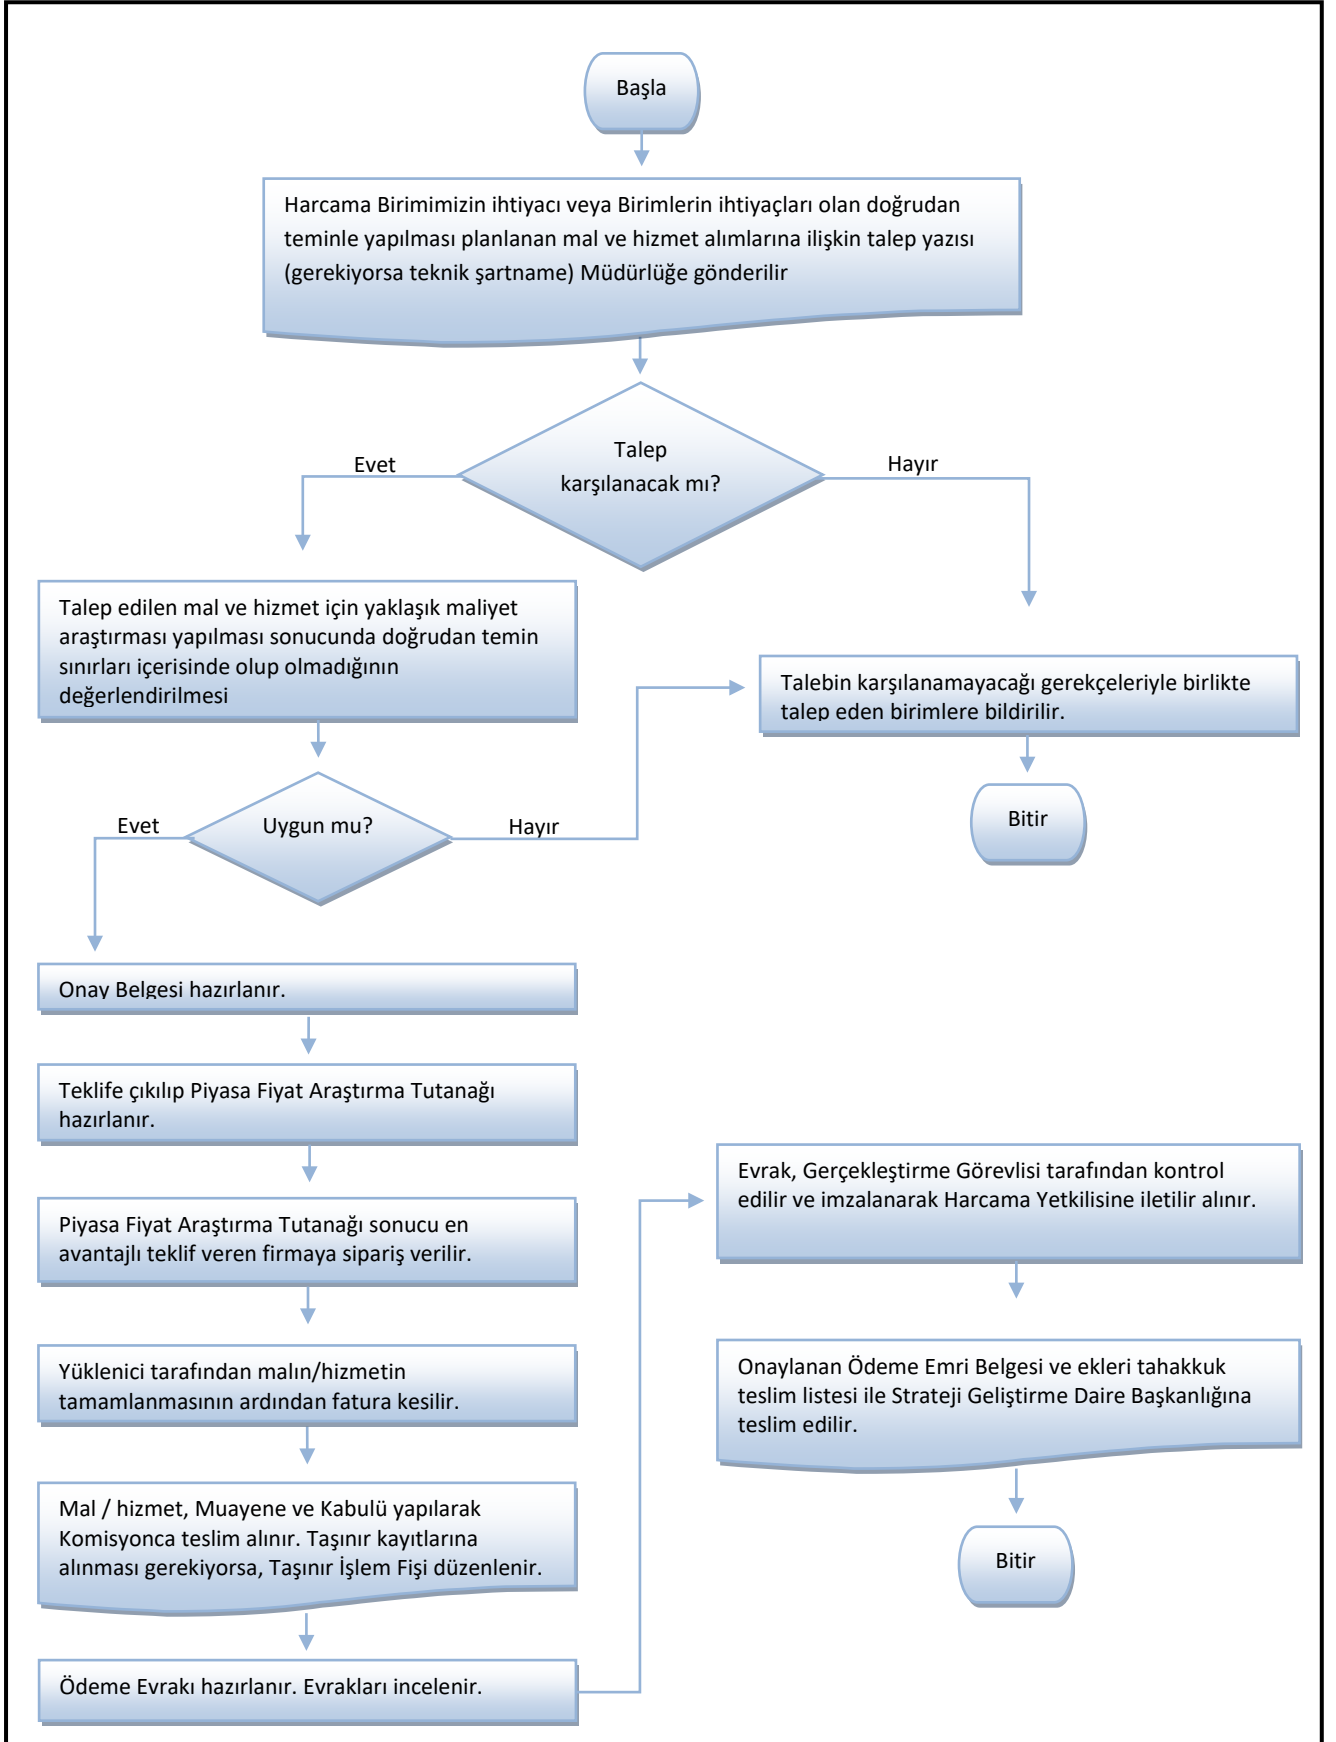 Başla
Harcama Birimimizin ihtiyacı veya Birimlerin ihtiyaçları olan doğrudan
teminle yapılması planlanan mal ve hizmet alımlarına ilişkin talep yazısı
(gerekiyorsa teknik şartname) Müdürlüğe gönderilir
Talep
karşılanacak mı?
Evet
Hayır
Talep edilen mal ve hizmet için yaklaşık maliyet
araştırması yapılması sonucunda doğrudan temin
sınırları içerisinde olup olmadığının
değerlendirilmesi
Talebin karşılanamayacağı gerekçeleriyle birlikte
talep eden birimlere bildirilir.
Bitir
Uygun mu?
Evet
Hayır
Onay Belgesi hazırlanır.
Teklife çıkılıp Piyasa Fiyat Araştırma Tutanağı
hazırlanır.
Piyasa Fiyat Araştırma Tutanağı sonucu en
avantajlı teklif veren firmaya sipariş verilir.
Yüklenici tarafından malın/hizmetin
tamamlanmasının ardından fatura kesilir.
Mal / hizmet, Muayene ve Kabulü yapılarak
Komisyonca teslim alınır. Taşınır kayıtlarına
alınması gerekiyorsa, Taşınır İşlem Fişi düzenlenir.
Ödeme Evrakı hazırlanır. Evrakları incelenir.
Evrak, Gerçekleştirme Görevlisi tarafından kontrol
edilir ve imzalanarak Harcama Yetkilisine iletilir alınır.
Onaylanan Ödeme Emri Belgesi ve ekleri tahakkuk
teslim listesi ile Strateji Geliştirme Daire Başkanlığına
teslim edilir.
Bitir